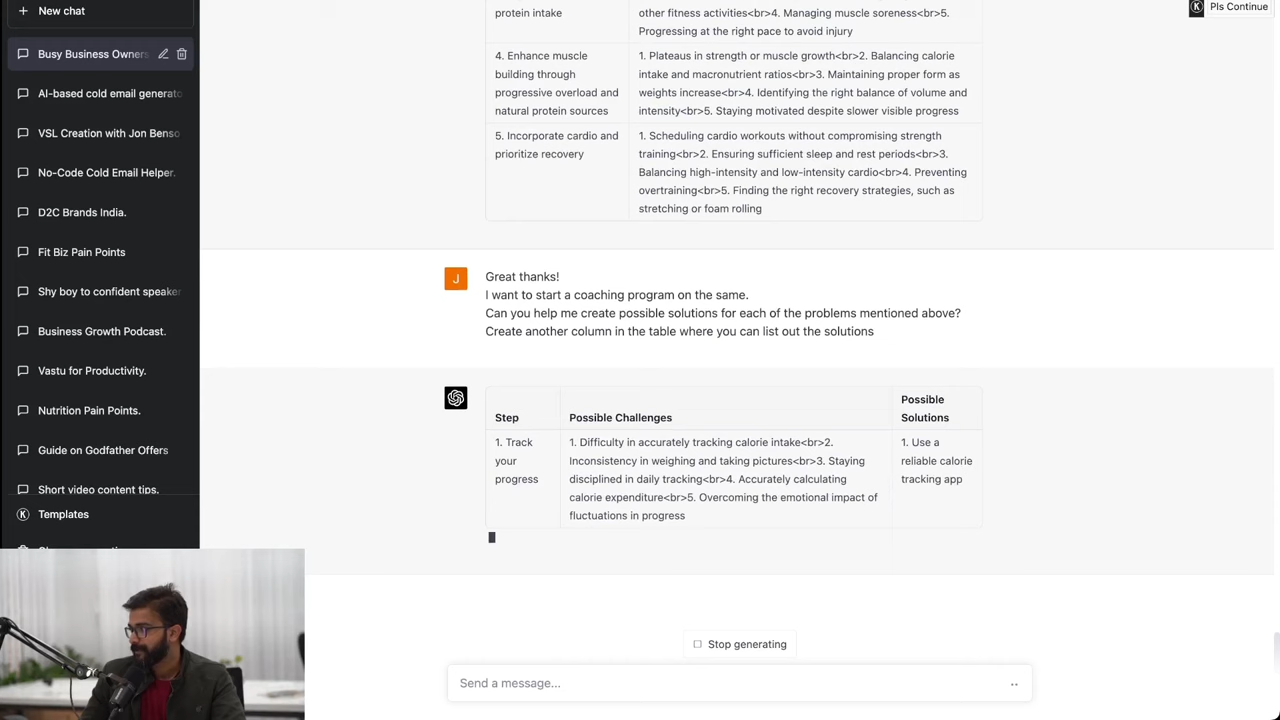 New chat
Busy Business Owners
AI-based cold email generato
VSL Creation with Jon Benso
No-Code Cold Email Helper.
D2C Brands India.
Fit Biz Pain Points
Shy boy to confident speaker
Business Growth Podcast.
Vastu for Productivity.
Nutrition Pain Points.
Guide on Godfather Offers
Short video content tips.
K Templates
K Pls Continue
protein intake
other fitness activities<br>4. Managing muscle soreness<br>5.
Progressing at the right pace to avoid injury
4. Enhance muscle
building through
progressive overload and
natural protein sources
1. Plateaus in strength or muscle growth<br>2. Balancing calorie
intake and macronutrient ratios<br>3. Maintaining proper form as
weights increase<br>4. Identifying the right balance of volume and
intensity<br>5. Staying motivated despite slower visible progress
5. Incorporate cardio and
prioritize recovery
1. Scheduling cardio workouts without compromising strength
training<br>2. Ensuring sufficient sleep and rest periods<br>3.
Balancing high-intensity and low-intensity cardio<br>4. Preventing
overtraining<br>5. Finding the right recovery strategies, such as
stretching or foam rolling
J
Great thanks!
I want to start a coaching program on the same.
Can you help me create possible solutions for each of the problems mentioned above?
Create another column in the table where you can list out the solutions
Step
Possible Challenges
Possible
Solutions
1. Track
your
progress
1. Difficulty in accurately tracking calorie intake<br>2.
Inconsistency in weighing and taking pictures<br>3. Staying
disciplined in daily tracking<br>4. Accurately calculating
calorie expenditure<br>5. Overcoming the emotional impact of
fluctuations in progress
1. Use a
reliable calorie
tracking app
Stop generating
Send a message...